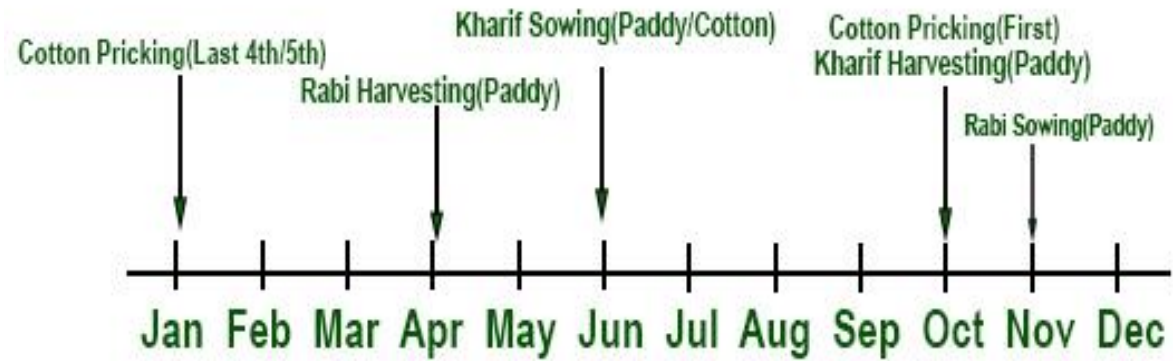 Cotton Pricking(Last 4th/5th)
Rabi Harvesting(Paddy)
Kharif Sowing(Paddy/Cotton)
Cotton Pricking(First)
Kharif Harvesting(Paddy)
Rabi Sowing(Paddy)
Jan Feb Mar Apr May Jun Jul Aug Sep Oct Nov Dec